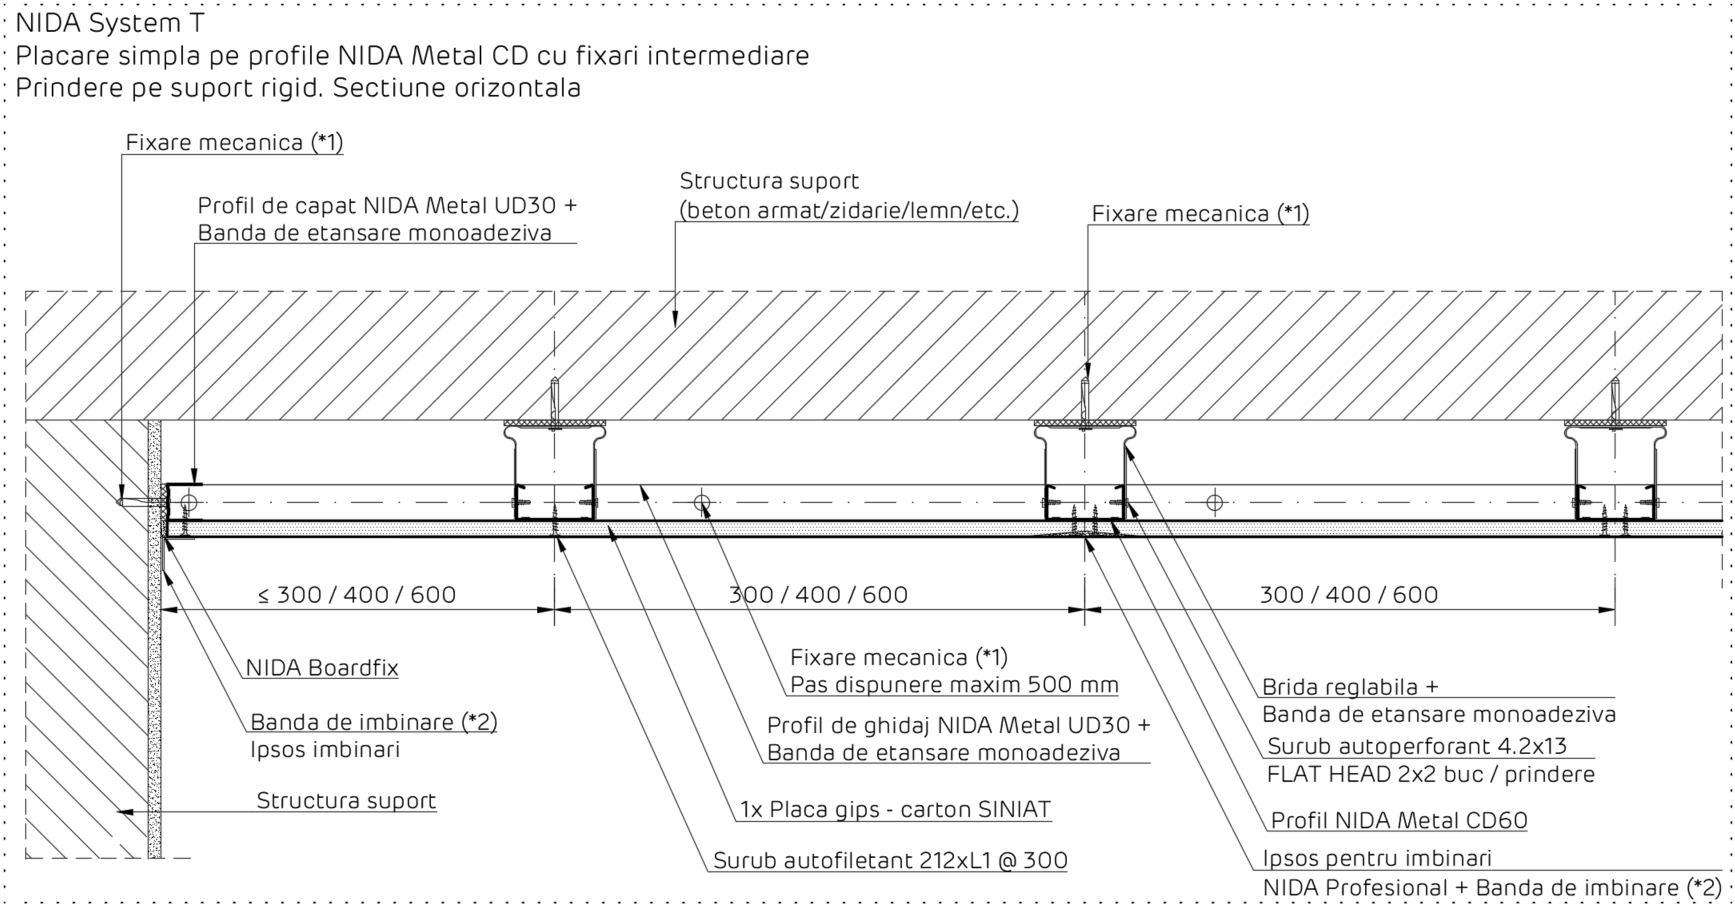 NIDA System T
Placare simpla pe profile NIDA Metal CD cu fixari intermediare
Prindere pe suport rigid. Sectiune orizontala
Fixare mecanica (*1)
Profil de capat NIDA Metal UD30 +
Banda de etansare monoadeziva
Structura suport
(beton armat/zidarie/lemn/etc.)
Fixare mecanica (*1)
≤ 300 / 400 / 600
300 / 400 / 600
300 / 400 / 600
NIDA Boardfix
Banda de imbinare (*2)
Ipsos imbinari
Structura suport
Fixare mecanica (*1)
Pas dispunere maxim 500 mm
Profil de ghidaj NIDA Metal UD30 +
Banda de etansare monoadeziva
1x Placa gips - carton SINIAT
Surub autofiletant 212xL1 @ 300
Brida reglabila +
Banda de etansare monoadeziva
Surub autoperforant 4.2x13
FLAT HEAD 2x2 buc / prindere
Profil NIDA Metal CD60
Ipsos pentru imbinari
NIDA Profesional + Banda de imbinare (*2)